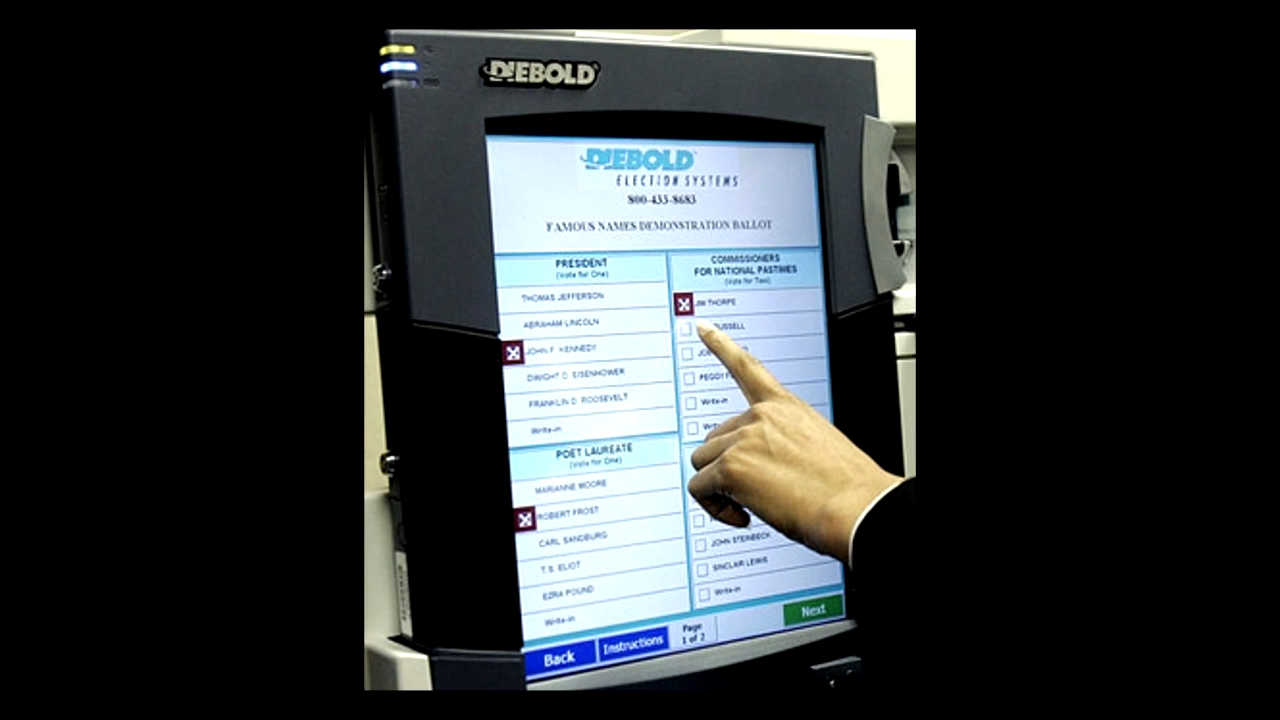 DIEBOLD
DIEBOLD
ELECTION SYSTEMS
800-433-8683
FAMOUS NAMES DEMONSTRATION BALLOT
PRESIDENT
(Vote for One)
THOMAS JEFFERSON
ABRAHAM LINCOLN
JOHN F. KENNEDY
DWIGHT D. EISENHOWER
FRANKLIN D. ROOSEVELT
Write-in
POET LAUREATE
(Vote for One)
MARIANNE MOORE
ROBERT FROST
CARL SANDBURG
T.S. ELIOT
EZRA POUND
Write-in
COMMISSIONERS
FOR NATIONAL PASTIMES
(Vote for Two)
JIM THORPE
RUSSELL
PEGGY
Write-in
JOHN STEINBECK
SINCLAIR LEWIS
Write-in
Back
Instructions
Page
1 of 2
Next